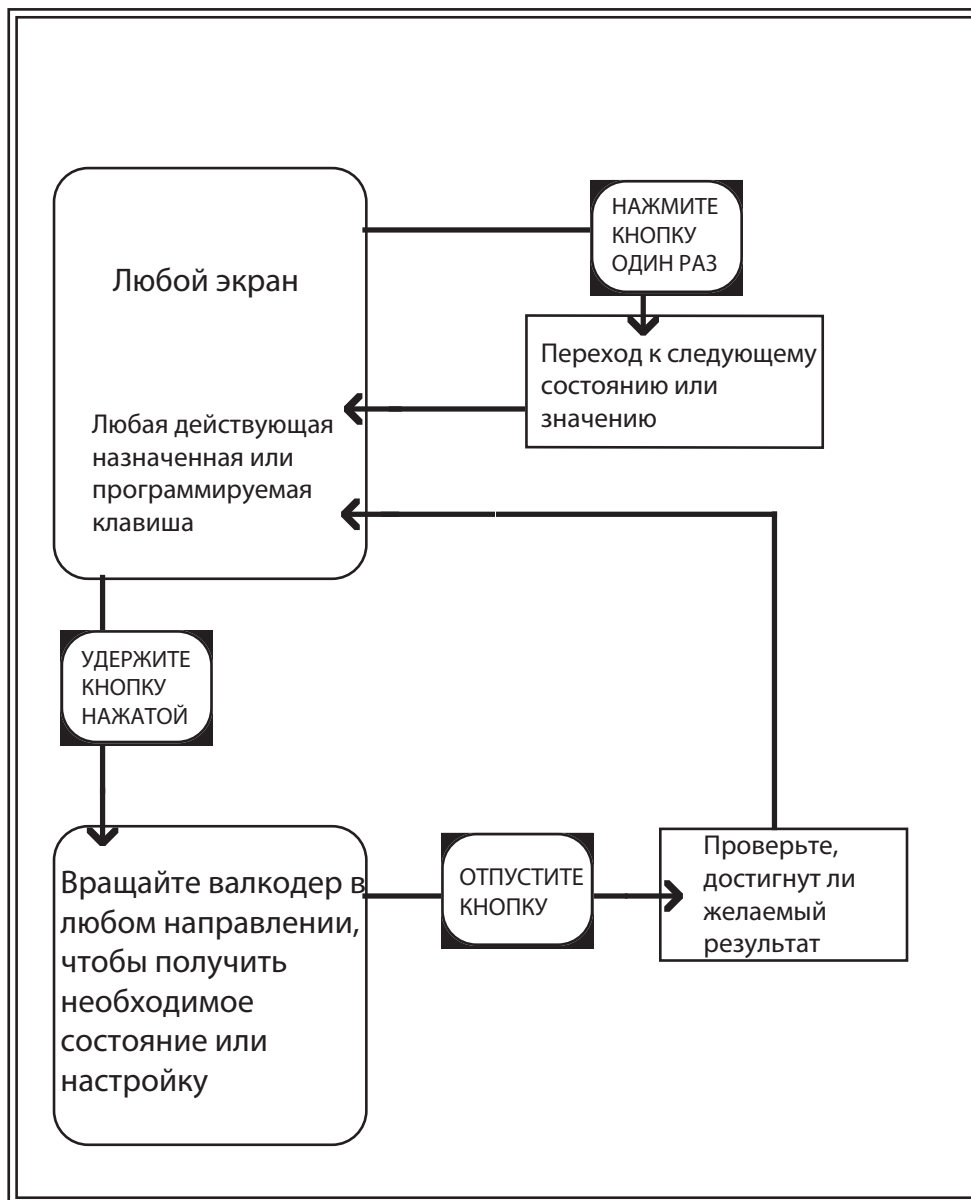 Любой экран
Любая действующая
назначенная или
программируемая
клавиша
НАЖМИТЕ
КНОПКУ
ОДИН РАЗ
Переход к следующему
состоянию или
значению
УДЕРЖИТЕ
КНОПКУ
НАЖАТОЙ
Вращайте валкодер в
любом направлении,
чтобы получить
необходимое
состояние или
настройку
ОТПУСТИТЕ
КНОПКУ
Проверьте,
достигнут ли
желаемый
результат